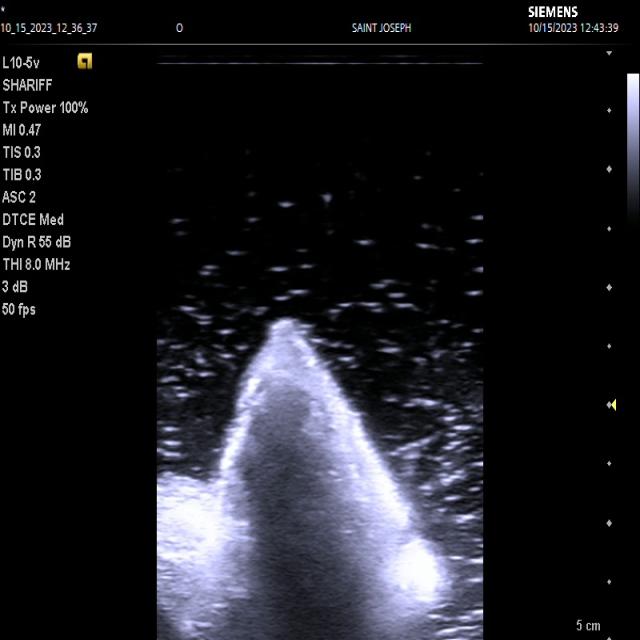 *
SIEMENS
10_15_2023_12_36_37 O SAINT JOSEPH 10/15/2023 12:43:39
L10-5v
SHARIFF
Tx Power 100%
MI 0.47
TIS 0.3
TIB 0.3
ASC 2
DTCE Med
Dyn R 55 dB
THI 8.0 MHz
3 dB
50 fps
5 cm